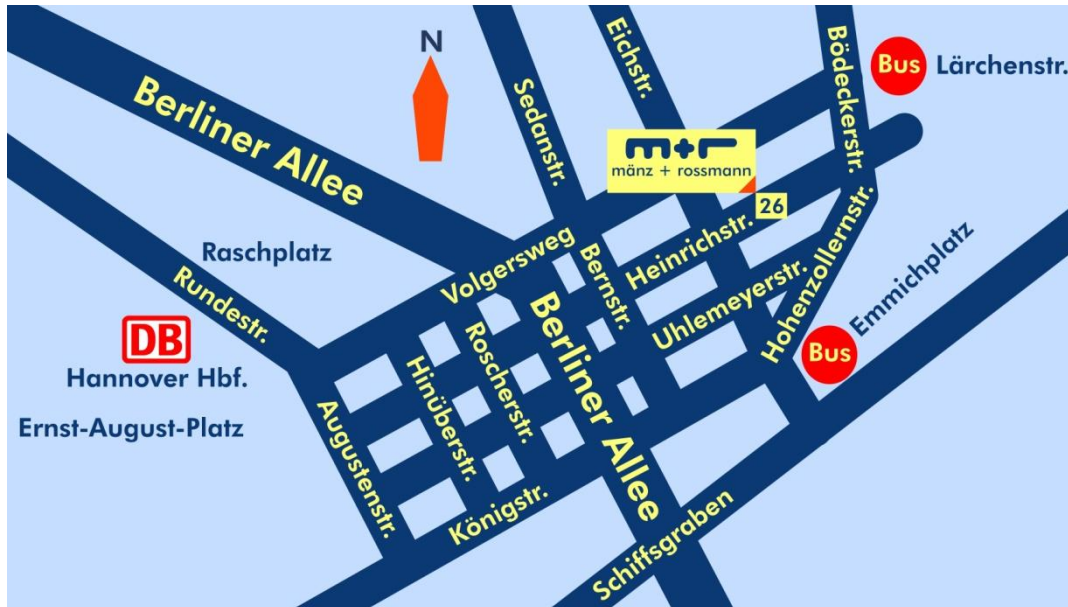 N
Berliner Allee
Sedanstr.
Eichstr.
Bödeckerstr.
Bus
Lärchenstr.
m+r
mänz + rossmann
26
Raschplatz
Rundestr.
Volgersweg
Bernstr.
Heinrichstr.
Uhlemeyerstr.
Hohenzollernstr.
Emmichplatz
Bus
DB
Hannover Hbf.
Ernst-August-Platz
Augustenstr.
Hinüberstr.
Roscherstr.
Berliner Allee
Königstr.
Schiffsgraben